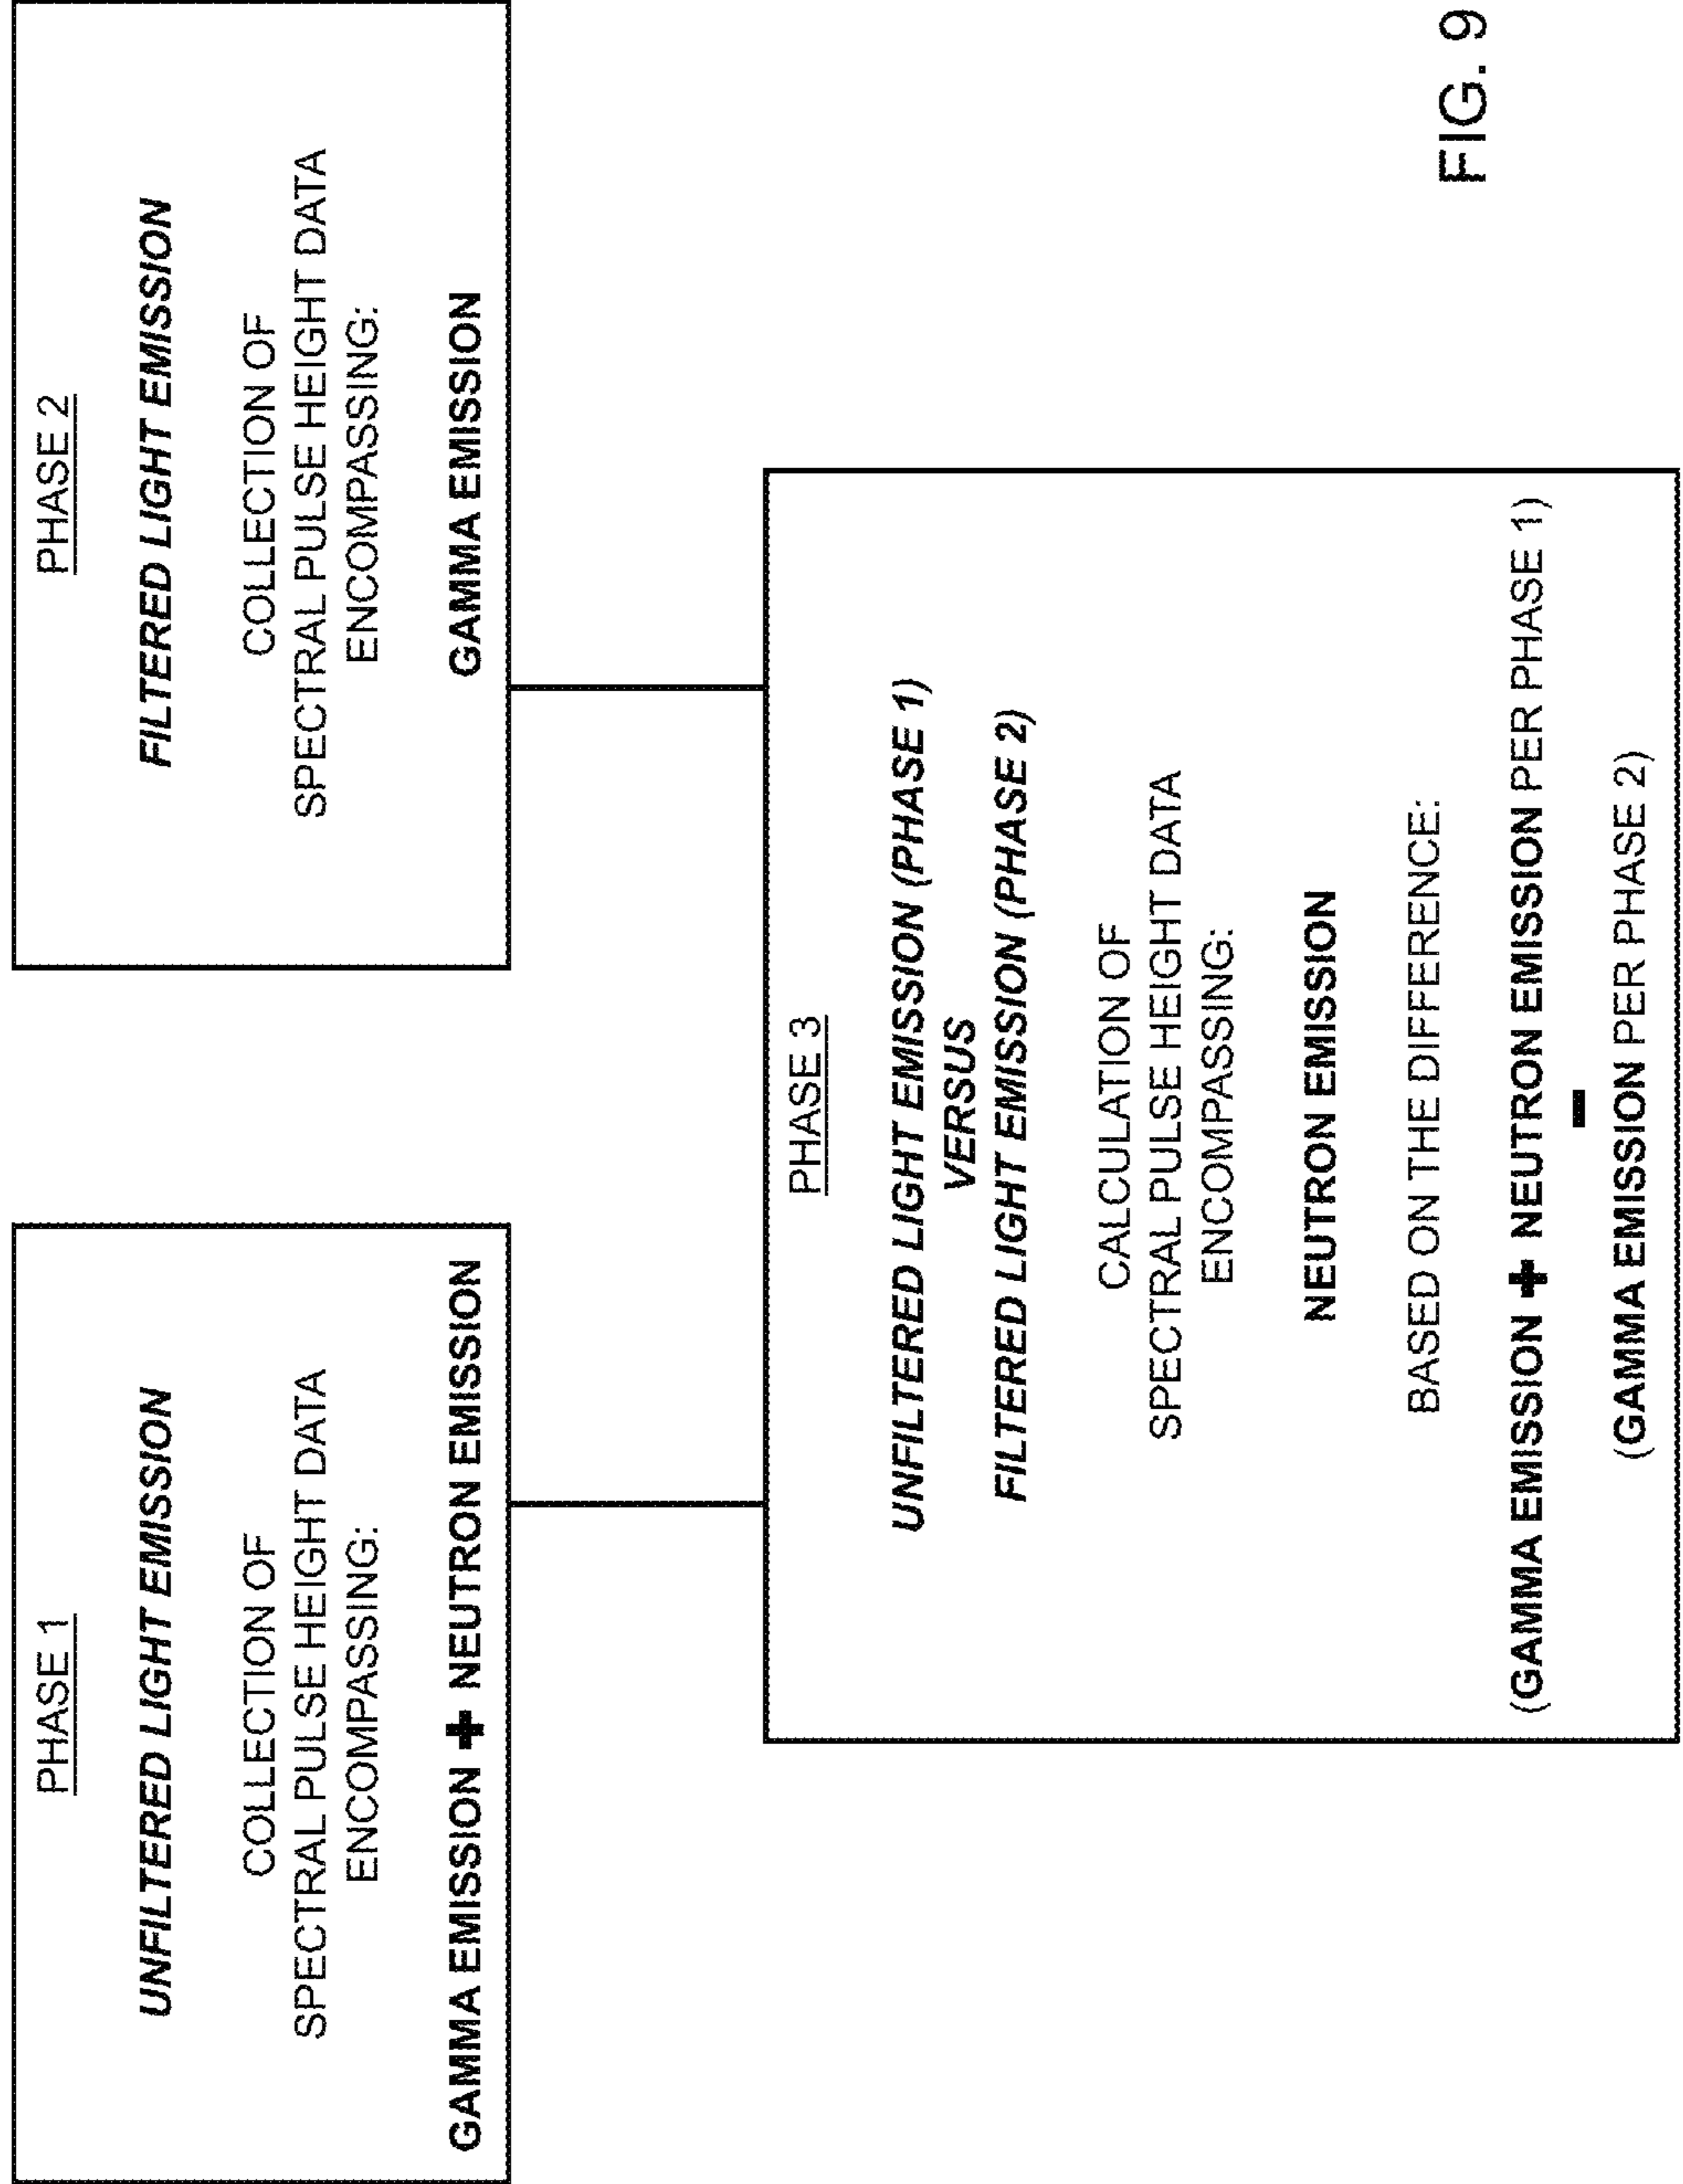 PHASE 1
UNFILTERED LIGHT EMISSION
COLLECTION OF
SPECTRAL PULSE HEIGHT DATA
ENCOMPASSING:
GAMMA EMISSION + NEUTRON EMISSION
PHASE 2
FILTERED LIGHT EMISSION
COLLECTION OF
SPECTRAL PULSE HEIGHT DATA
ENCOMPASSING:
GAMMA EMISSION
PHASE 3
UNFILTERED LIGHT EMISSION (PHASE 1)
VERSUS
FILTERED LIGHT EMISSION (PHASE 2)
CALCULATION OF
SPECTRAL PULSE HEIGHT DATA
ENCOMPASSING:
NEUTRON EMISSION
BASED ON THE DIFFERENCE:
(GAMMA EMISSION + NEUTRON EMISSION PER PHASE 1)
-
(GAMMA EMISSION PER PHASE 2)
FIG. 9